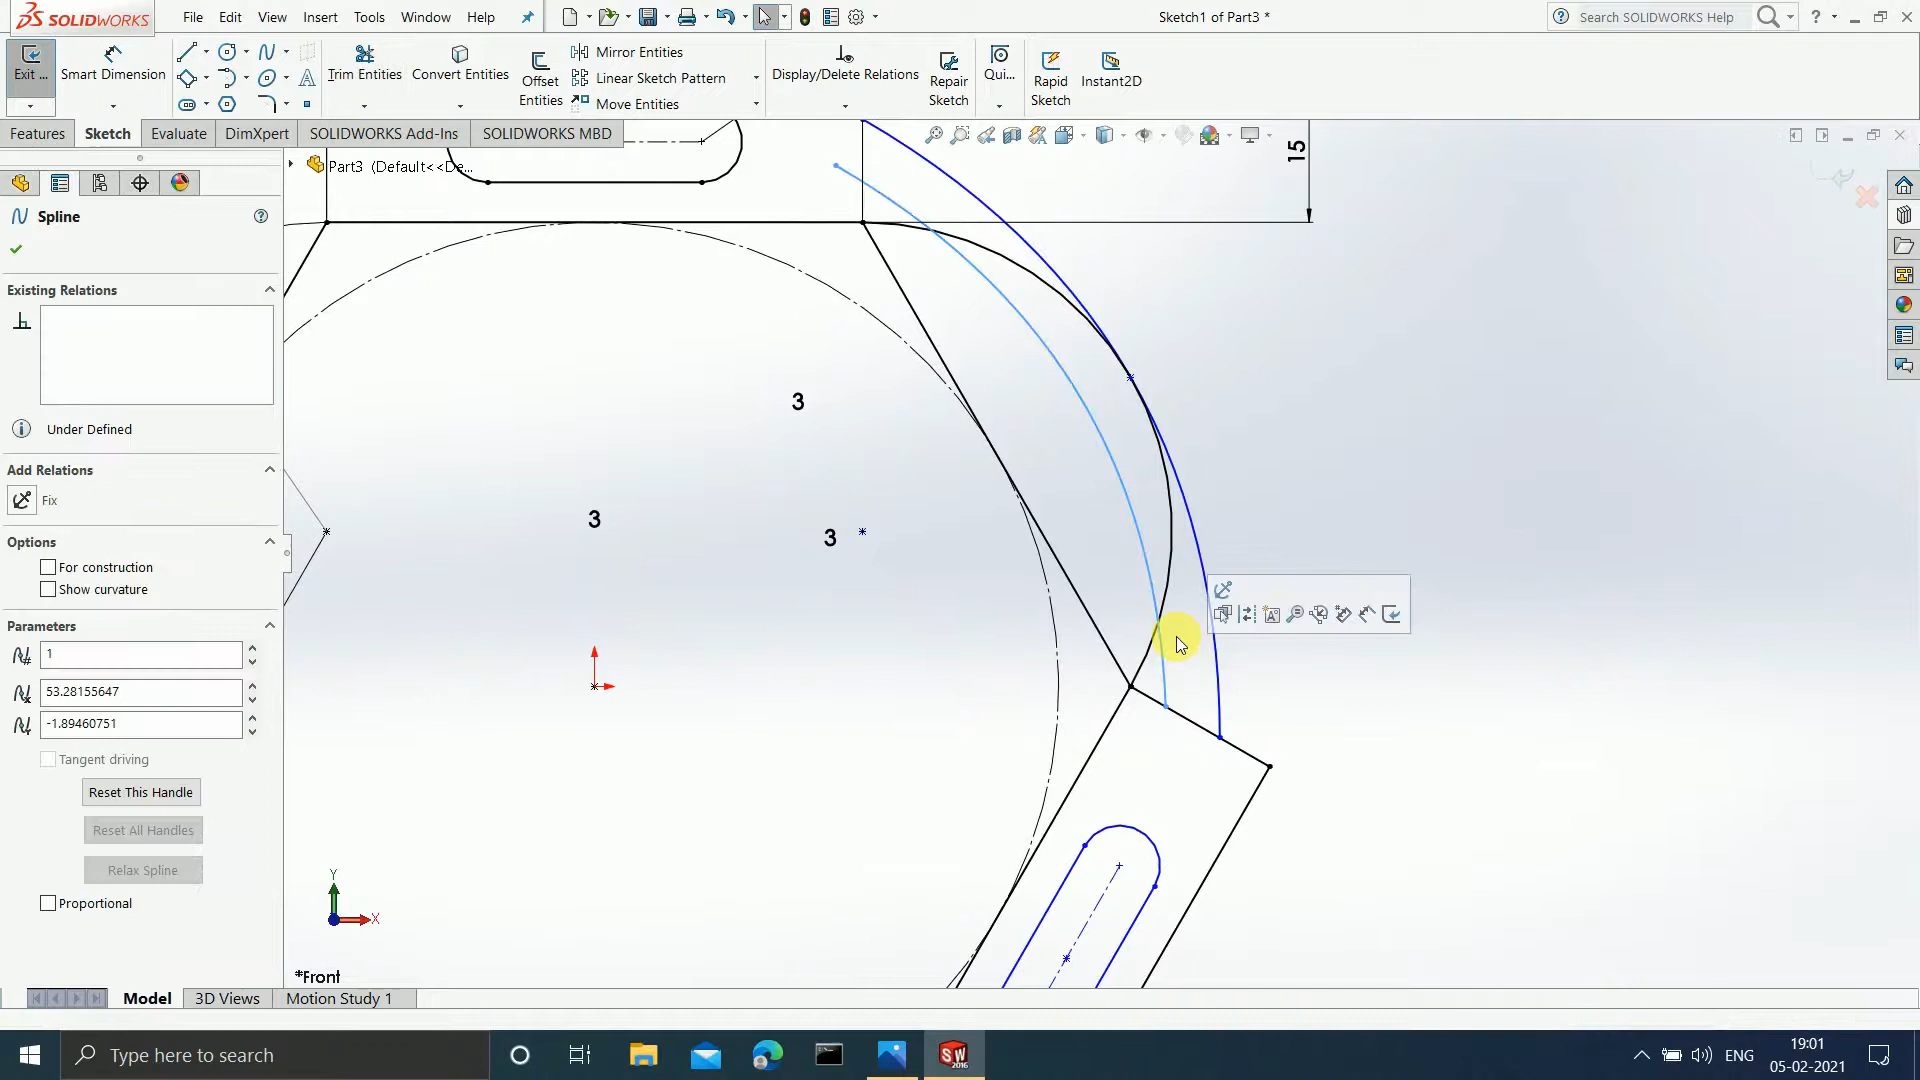 SOLIDWORKS File Edit View Insert Tools Window Help Sketch1 of Part3 * Search SOLIDWORKS Help
Exit ... Smart Dimension Trim Entities Convert Entities Offset Entities Mirror Entities Linear Sketch Pattern Move Entities Display/Delete Relations Repair Sketch Qui... Rapid Sketch Instant2D
Features Sketch Evaluate DimXpert SOLIDWORKS Add-Ins SOLIDWORKS MBD
Part3 (Default<<De...
15
Spline
Existing Relations
Under Defined
Add Relations
Fix
Options
For construction
Show curvature
Parameters
1
53.28155647
-1.89460751
Tangent driving
Reset This Handle
Reset All Handles
Relax Spline
Proportional
3
3
3
Y
X
*Front
Model 3D Views Motion Study 1
Type here to search
SW
2016
ENG
19:01
05-02-2021